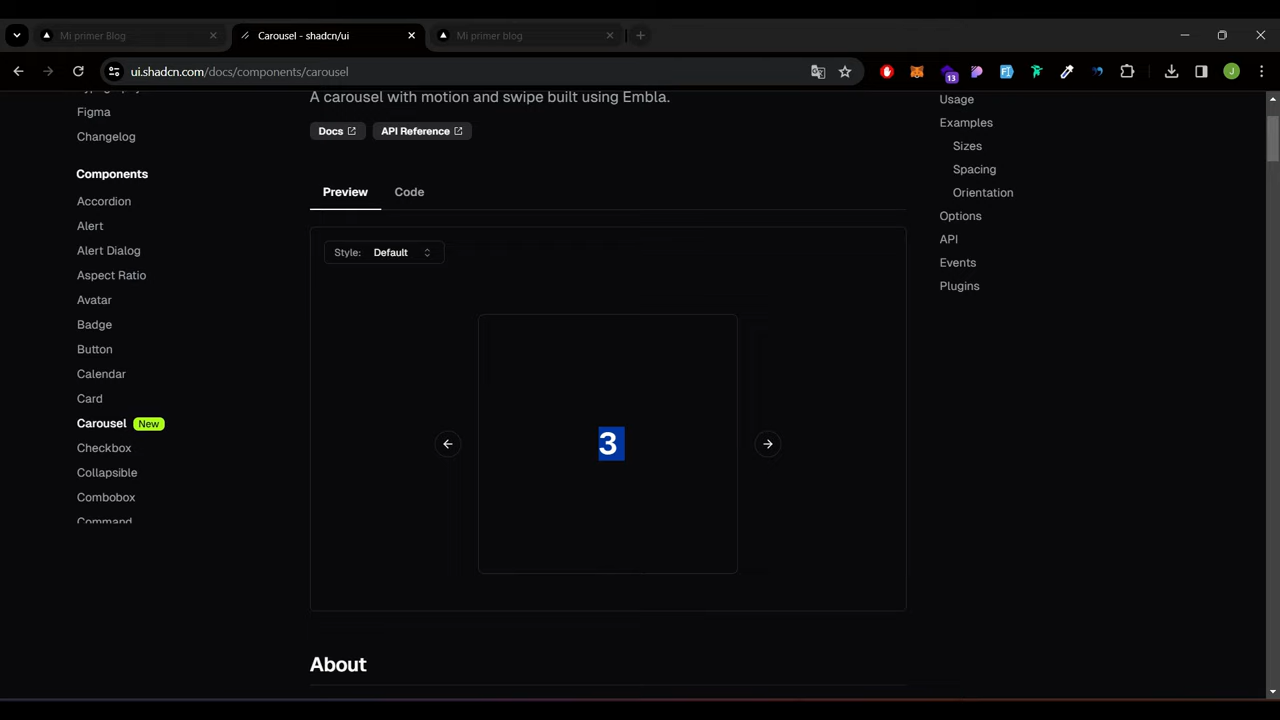 Mi primer Blog
Carousel - shadcn/ui
Mi primer blog
ui.shadcn.com/docs/components/carousel
13
Figma
Changelog
Components
Accordion
Alert
Alert Dialog
Aspect Ratio
Avatar
Badge
Button
Calendar
Card
Carousel New
Checkbox
Collapsible
Combobox
Command
A carousel with motion and swipe built using Embla.
Docs
API Reference
Preview
Code
Style: Default
3
About
Usage
Examples
Sizes
Spacing
Orientation
Options
API
Events
Plugins